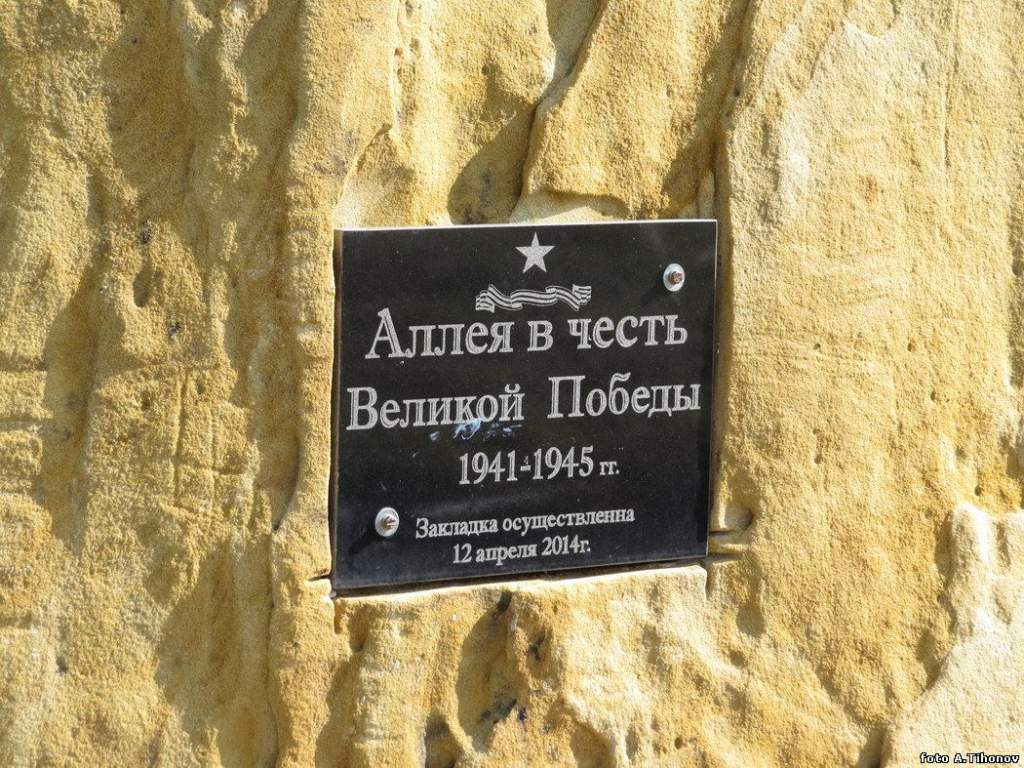 Аллея в честь
Великой Победы
1941-1945 гг.
Закладка осуществленна
12 апреля 2014г.
foto A.Tihonov